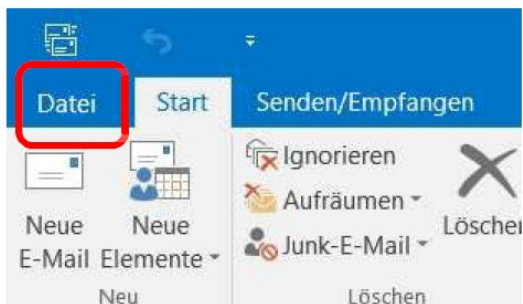 Datei Start Senden/Empfangen
Neue E-Mail
Neue Elemente
Ignorieren
Aufräumen
Junk-E-Mail
Neu
Löschen